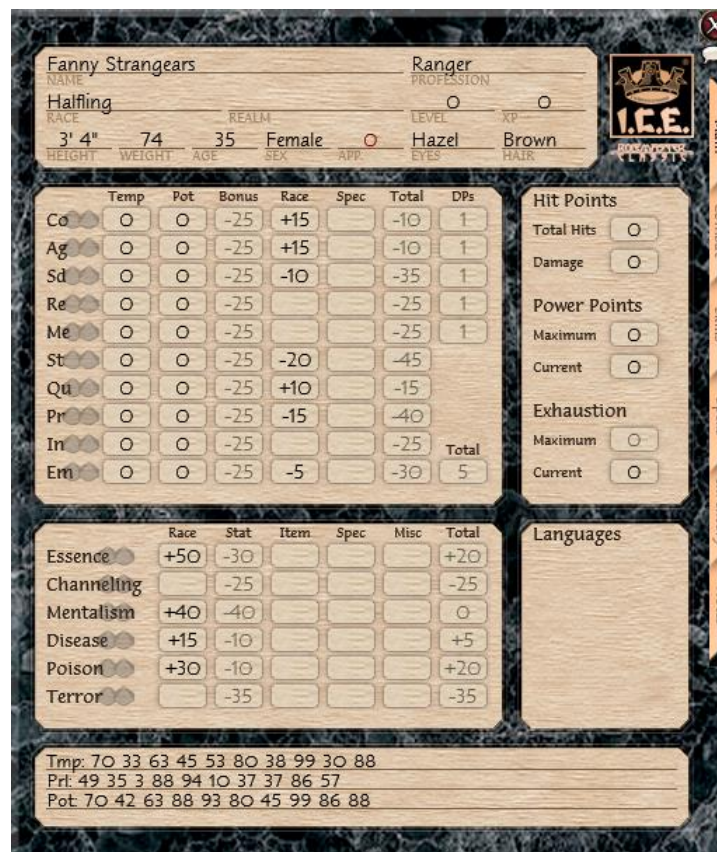 Fanny Strangears Ranger
NAME PROFESSION
Halfling 0 0
RACE REALM LEVEL XP
3' 4" 74 35 Female 0 Hazel Brown
HEIGHT WEIGHT AGE SEX APP. EYES HAIR
I.C.E.
CLASSIC
Temp Pot Bonus Race Spec Total DPs
Co 0 0 -25 +15 -10 1
Ag 0 0 -25 +15 -10 1
Sd 0 0 -25 -10 -35 1
Re 0 0 -25 -25 1
Me 0 0 -25 -25 1
St 0 0 -25 -20 -45
Qu 0 0 -25 +10 -15
Pr 0 0 -25 -15 -40
In 0 0 -25 -25 Total
Em 0 0 -25 -5 -30 5
Hit Points
Total Hits 0
Damage 0
Power Points
Maximum 0
Current 0
Exhaustion
Maximum 0
Current 0
Race Stat Item Spec Misc Total
Essence +50 -30 +20
Channeling -25 -25
Mentalism +40 -40 0
Disease +15 -10 +5
Poison +30 -10 +20
Terror -35 -35
Languages
Tmp: 70 33 63 45 53 80 38 99 30 88
Prl: 49 35 3 88 94 10 37 37 86 57
Pot: 70 42 63 88 93 80 45 99 86 88